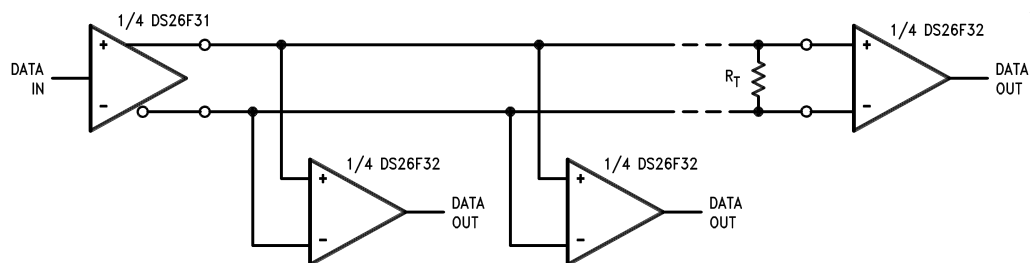 1/4 DS26F31
1/4 DS26F32
+
+
DATA
IN
RT
DATA
OUT
−
−
1/4 DS26F32
1/4 DS26F32
+
+
DATA
OUT
DATA
OUT
−
−